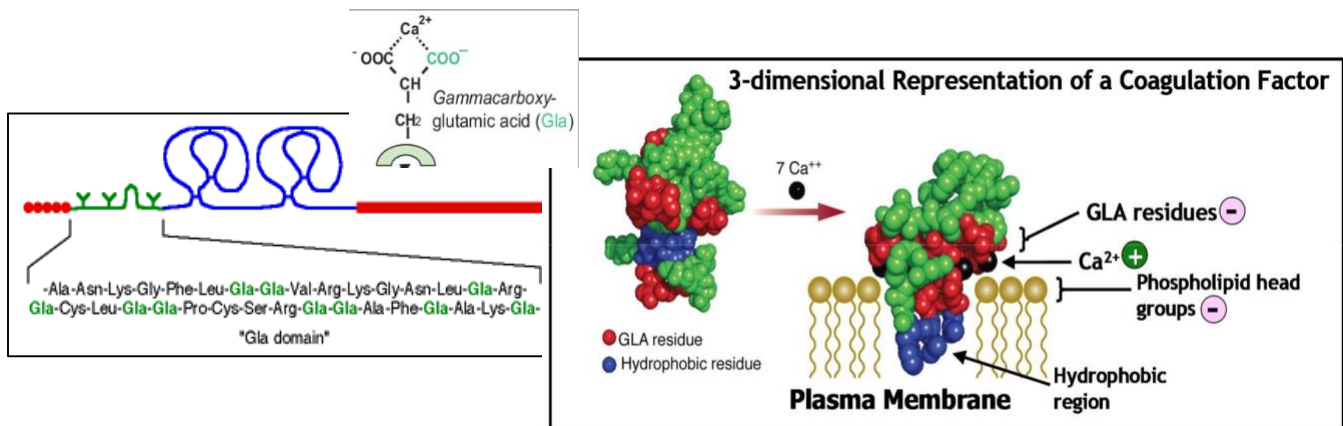 Ca2+
-OOC COO-
CH
CH2
Gammacarboxy-
glutamic acid (Gla)
-Ala-Asn-Lys-Gly-Phe-Leu-Gla-Gla-Val-Arg-Lys-Gly-Asn-Leu-Gla-Arg-
Gla-Cys-Leu-Gla-Gla-Pro-Cys-Ser-Arg-Gla-Gla-Ala-Phe-Gla-Ala-Lys-Gla-
"Gla domain"
3-dimensional Representation of a Coagulation Factor
7 Ca++
GLA residues -
Ca2+ +
Phospholipid head
groups -
GLA residue
Hydrophobic residue
Hydrophobic
region
Plasma Membrane